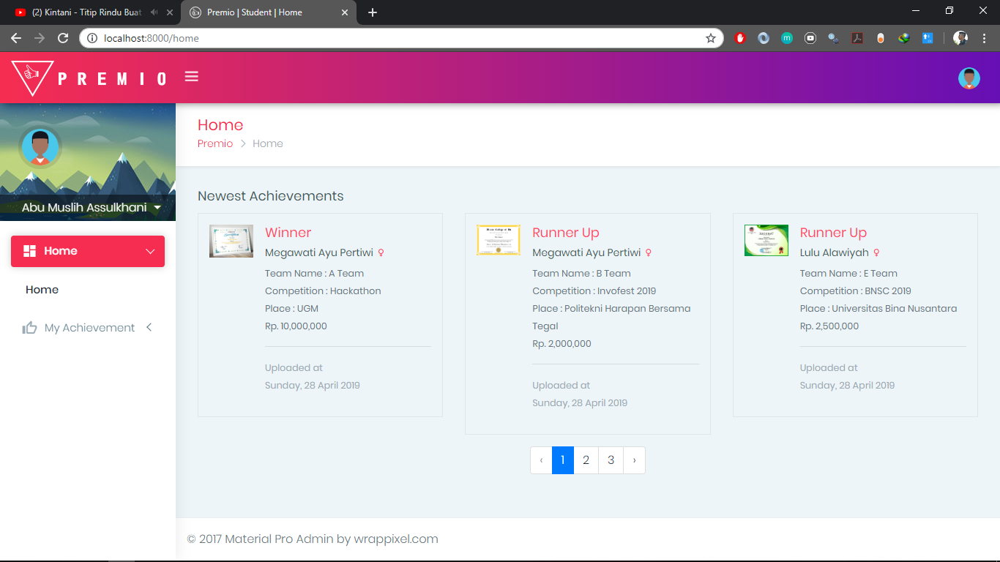 (2) Kintani - Titip Rindu Buat
Premio | Student | Home
localhost:8000/home
PREMIO
Home
Premio > Home
Abu Muslih Assulkhani
Home
Home
My Achievement
Newest Achievements
Winner
Megawati Ayu Pertiwi ♀
Team Name : A Team
Competition : Hackathon
Place : UGM
Rp. 10,000,000
Uploaded at
Sunday, 28 April 2019
Runner Up
Megawati Ayu Pertiwi ♀
Team Name : B Team
Competition : Invofest 2019
Place : Politekni Harapan Bersama
Tegal
Rp. 2,000,000
Uploaded at
Sunday, 28 April 2019
Runner Up
Lulu Alawiyah ♀
Team Name : E Team
Competition : BNSC 2019
Place : Universitas Bina Nusantara
Rp. 2,500,000
Uploaded at
Sunday, 28 April 2019
‹ 1 2 3 ›
© 2017 Material Pro Admin by wrappixel.com